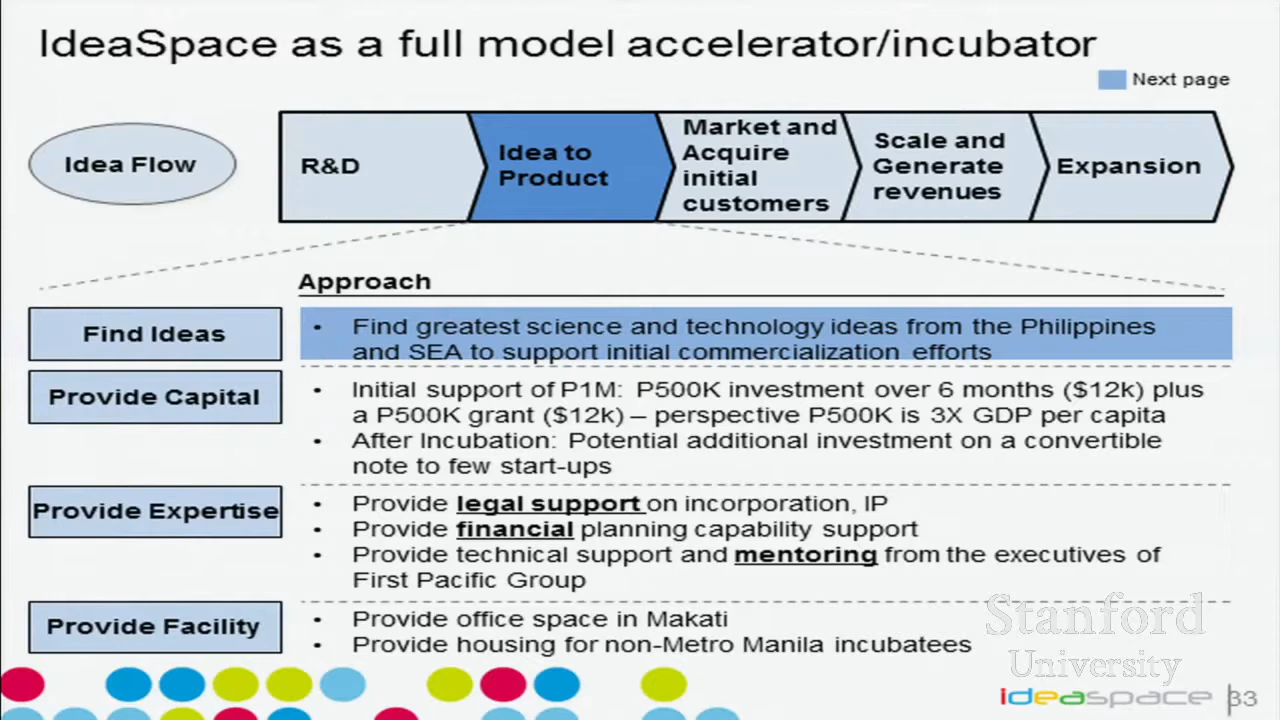 IdeaSpace as a full model accelerator/incubator
Next page
Idea Flow
R&D
Idea to
Product
Market and
Acquire
initial
customers
Scale and
Generate
revenues
Expansion
Approach
Find Ideas
• Find greatest science and technology ideas from the Philippines
and SEA to support initial commercialization efforts
Provide Capital
• Initial support of P1M: P500K investment over 6 months ($12k) plus
a P500K grant ($12k) – perspective P500K is 3X GDP per capita
• After Incubation: Potential additional investment on a convertible
note to few start-ups
Provide Expertise
• Provide legal support on incorporation, IP
• Provide financial planning capability support
• Provide technical support and mentoring from the executives of
First Pacific Group
Provide Facility
• Provide office space in Makati
• Provide housing for non-Metro Manila incubatees
Stanford
University
ideaspace
33